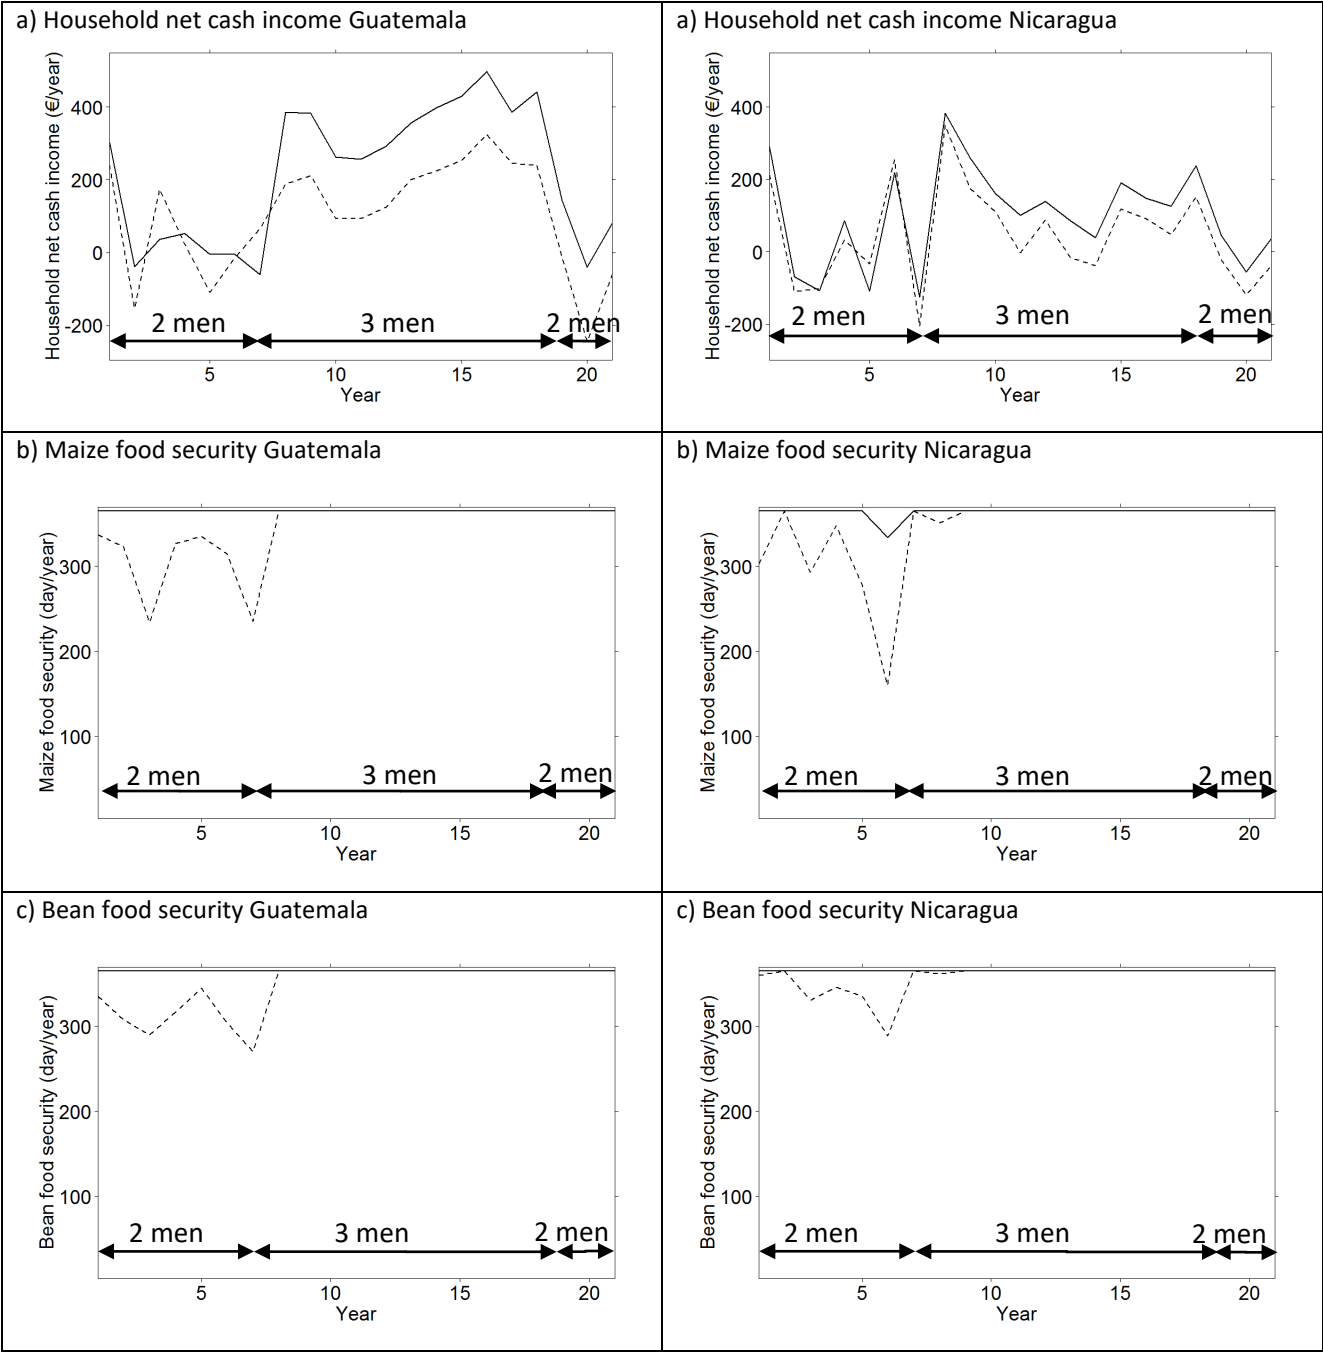 a) Household net cash income Guatemala
Household net cash income (€/year)
400
200
0
-200
2 men
3 men
2 men
5
10
15
20
Year
a) Household net cash income Nicaragua
Household net cash income (€/year)
400
200
0
-200
2 men
3 men
2 men
5
10
15
20
Year
b) Maize food security Guatemala
Maize food security (day/year)
300
200
100
2 men
3 men
2 men
5
10
15
20
Year
b) Maize food security Nicaragua
Maize food security (day/year)
300
200
100
2 men
3 men
2 men
5
10
15
20
Year
c) Bean food security Guatemala
Bean food security (day/year)
300
200
100
2 men
3 men
2 men
5
10
15
20
Year
c) Bean food security Nicaragua
Bean food security (day/year)
300
200
100
2 men
3 men
2 men
5
10
15
20
Year